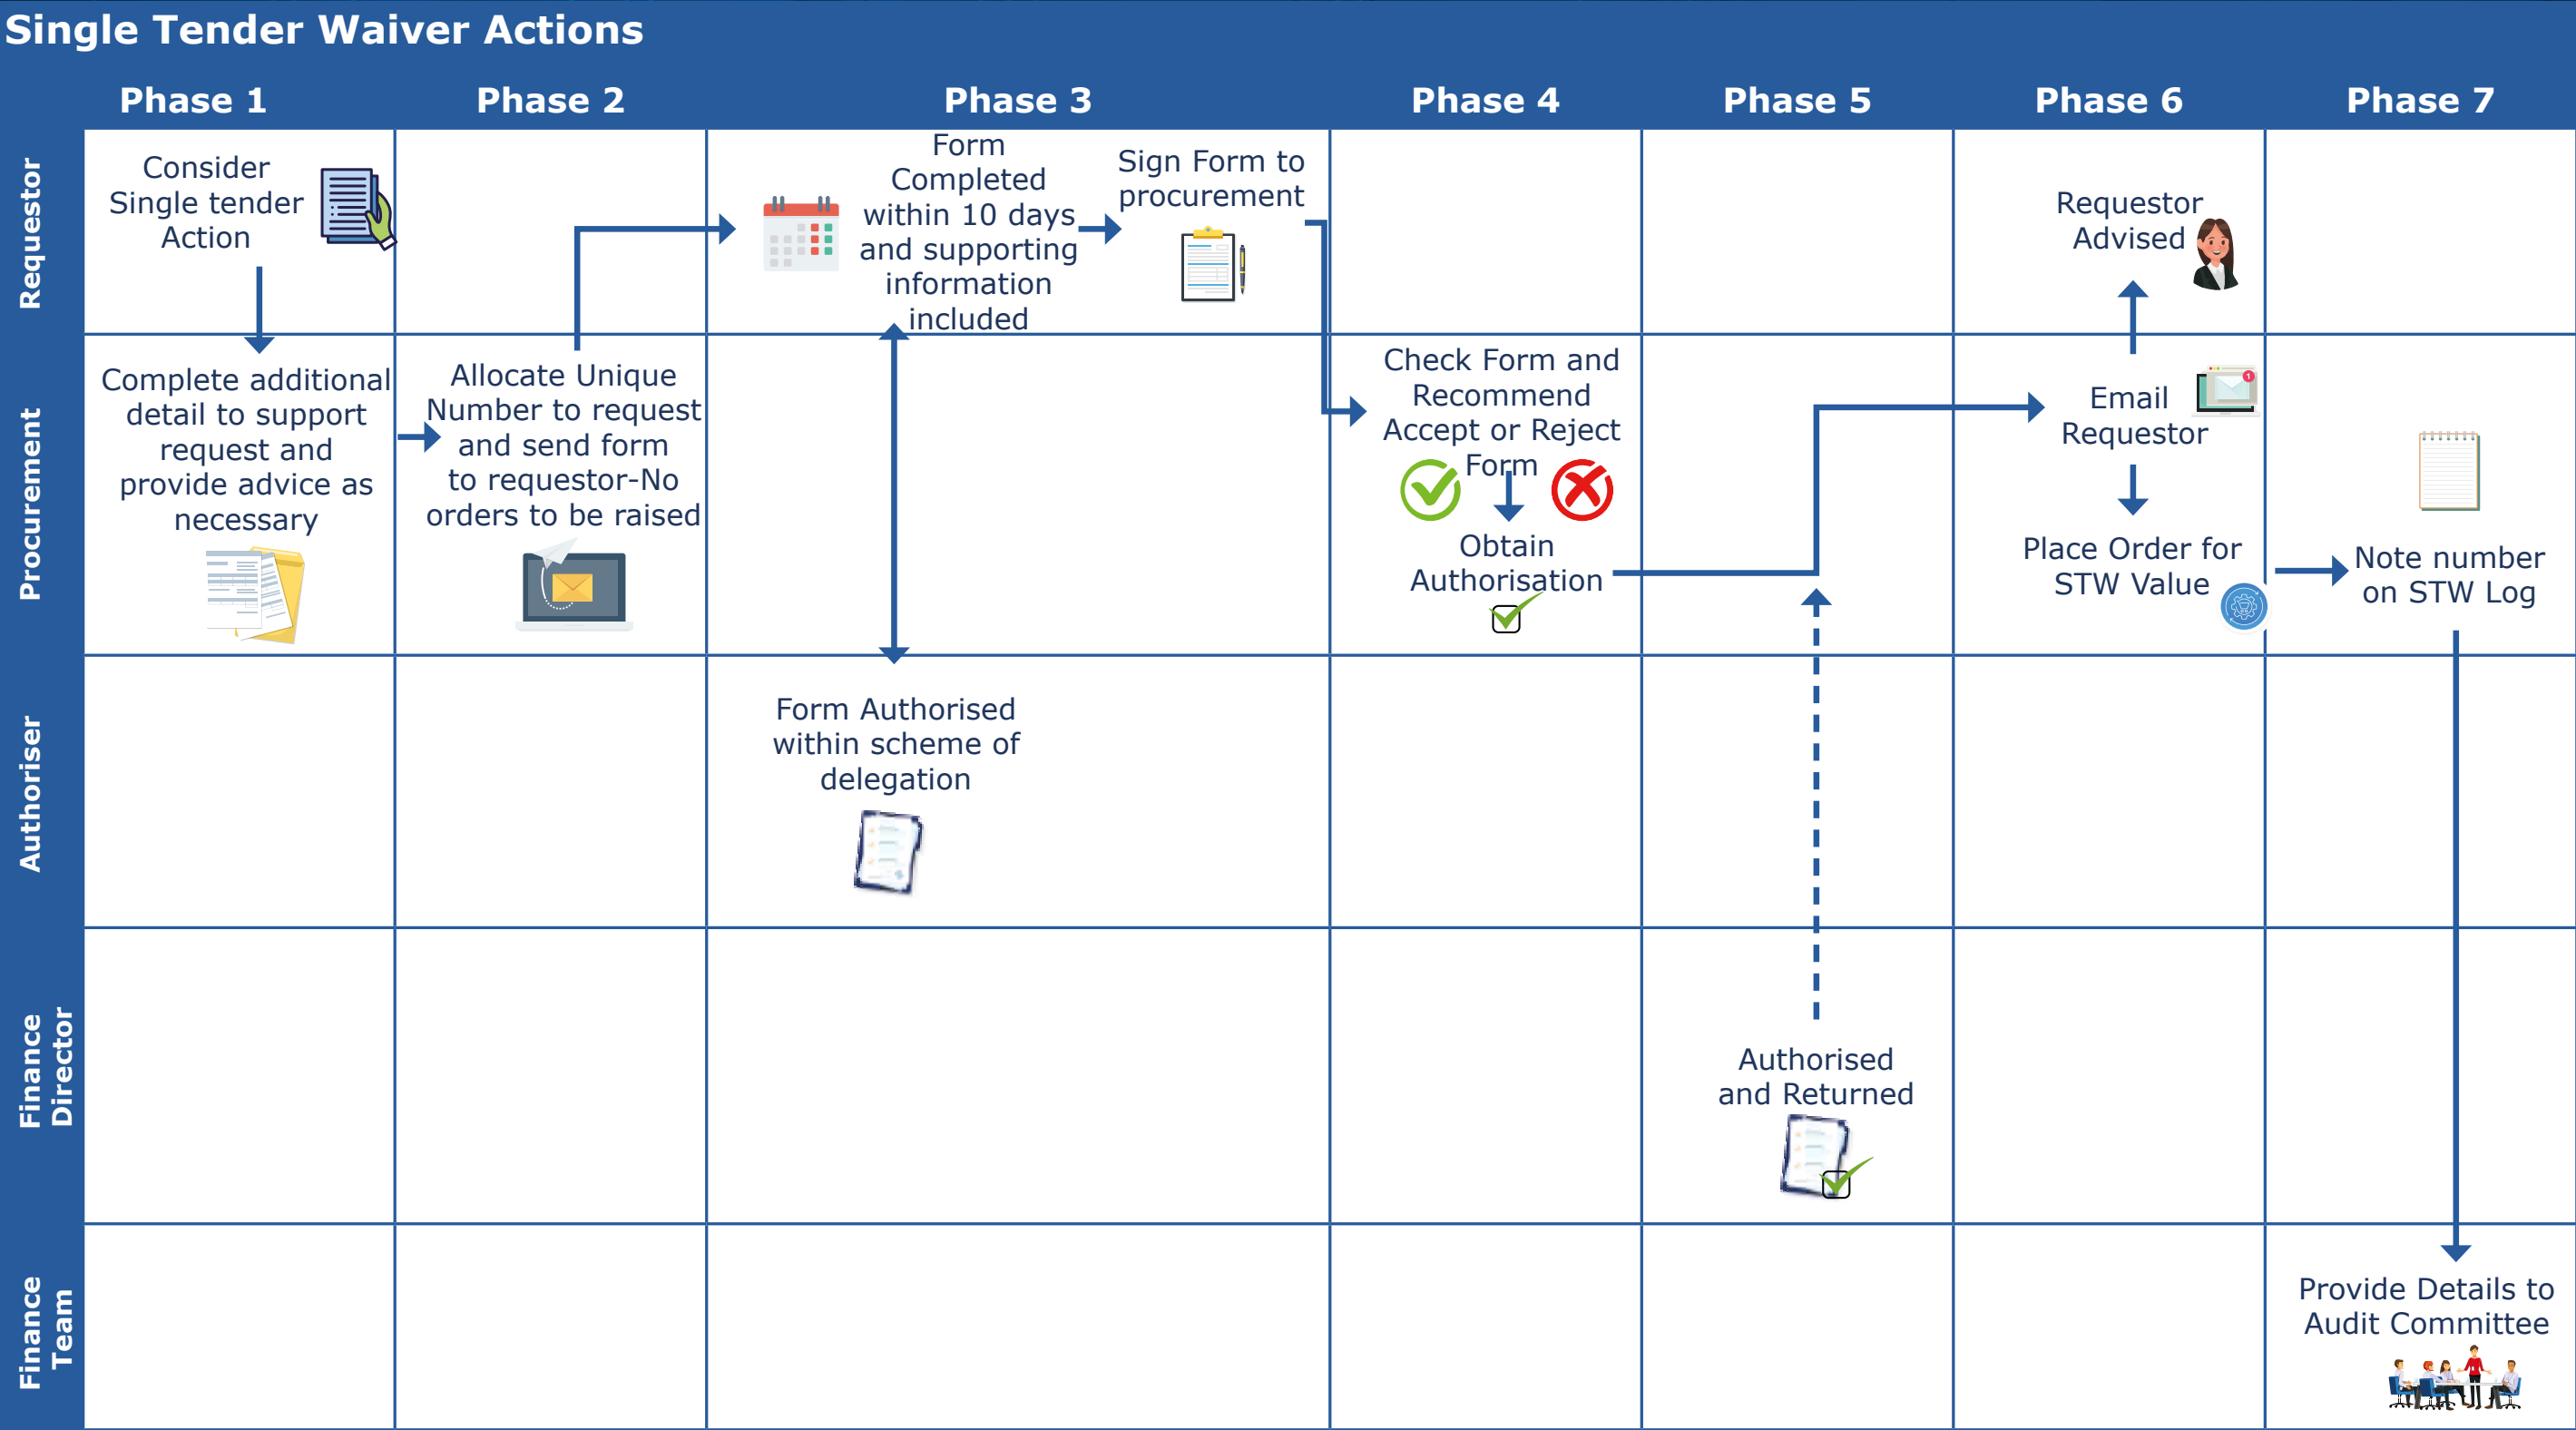 Single Tender Waiver Actions
Phase 1
Phase 2
Phase 3
Phase 4
Phase 5
Phase 6
Phase 7
Requestor
Consider
Single tender
Action
Form
Completed
within 10 days
and supporting
information
included
Sign Form to
procurement
Requestor
Advised
Procurement
Complete additional
detail to support
request and
provide advice as
necessary
Allocate Unique
Number to request
and send form
to requestor-No
orders to be raised
Check Form and
Recommend
Accept or Reject
Form
Obtain
Authorisation
Email
Requestor
1
Place Order for
STW Value
Note number
on STW Log
Authoriser
Form Authorised
within scheme of
delegation
Finance
Director
Authorised
and Returned
Finance
Team
Provide Details to
Audit Committee